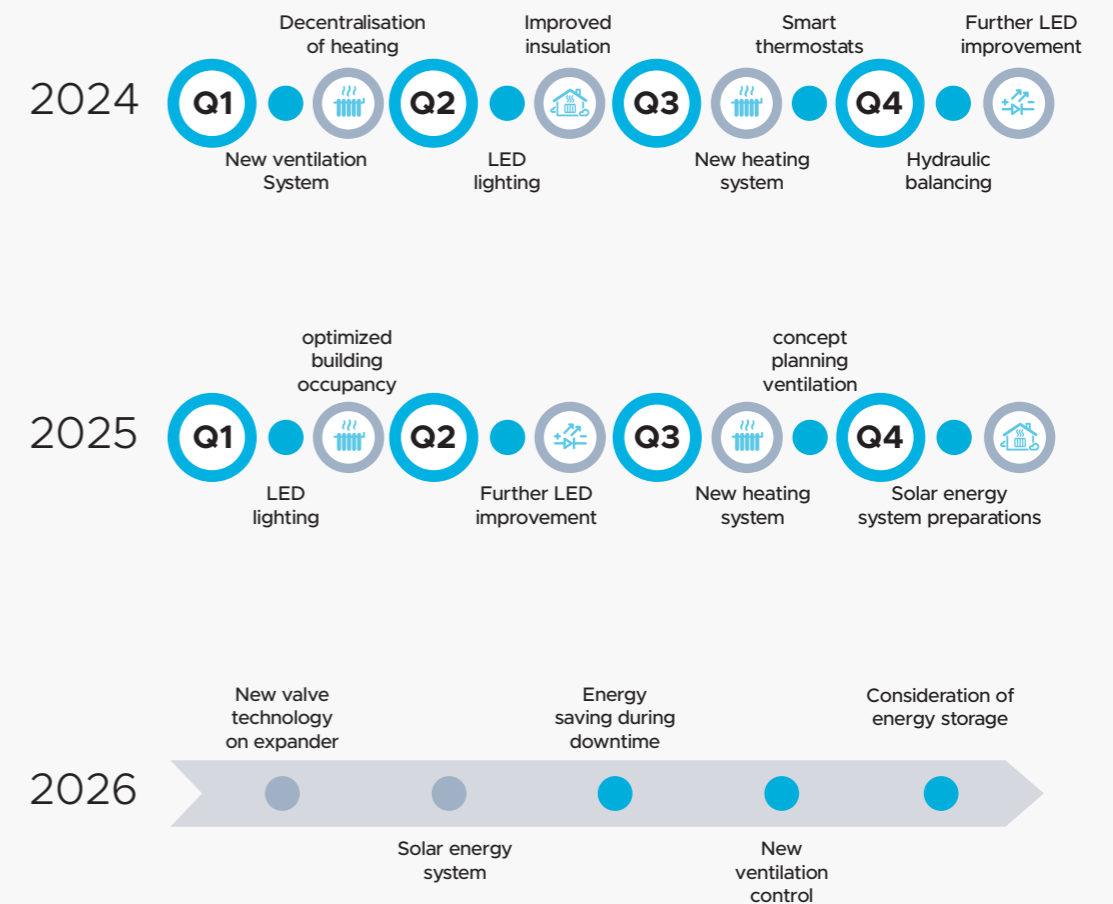 Decentralisation
of heating
Improved
insulation
Smart
thermostats
Further LED
improvement
2024
Q1
Q2
Q3
Q4
New ventilation
System
LED
lighting
New heating
system
Hydraulic
balancing
optimized
building
occupancy
concept
planning
ventilation
2025
Q1
Q2
Q3
Q4
LED
lighting
Further LED
improvement
New heating
system
Solar energy
system preparations
New valve
technology
on expander
Energy
saving during
downtime
Consideration of
energy storage
2026
Solar energy
system
New
ventilation
control